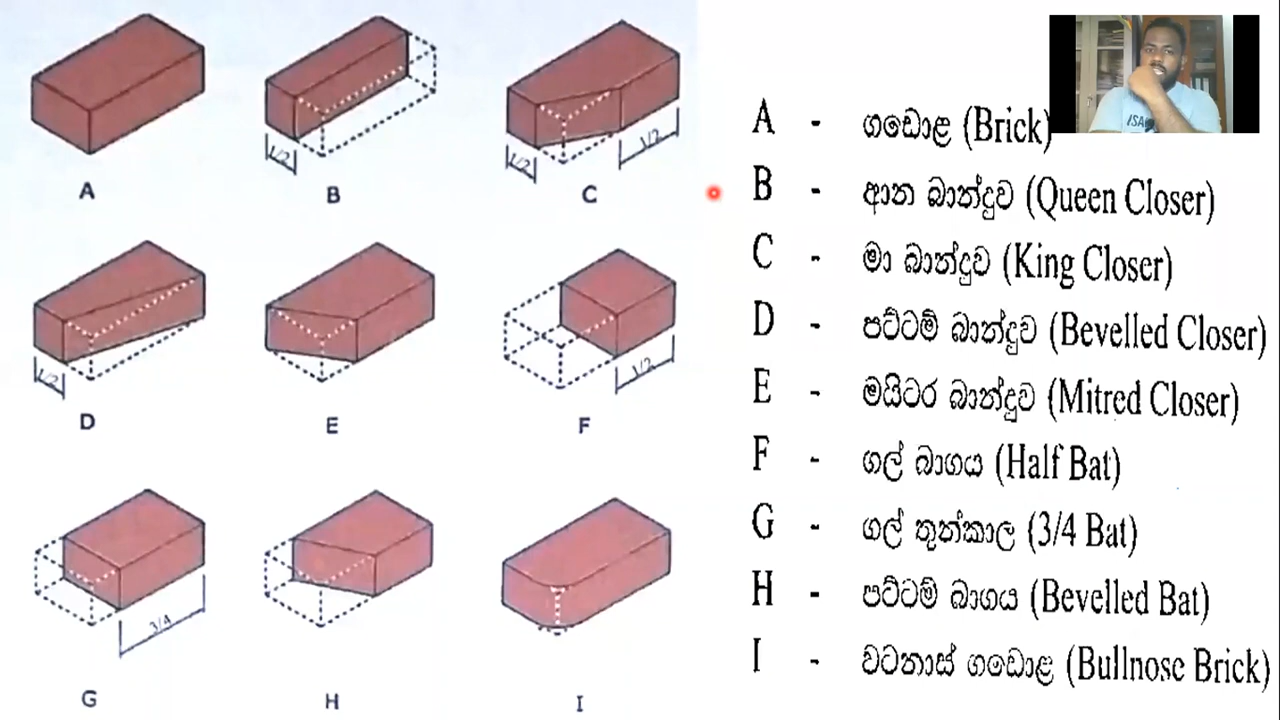 A
B
C
1/2
1/2
1/2
D
E
F
1/2
1/2
G
H
I
3/4
A - ගඩොළ (Brick)
B - ආන බාන්දුව (Queen Closer)
C - මා බාන්දුව (King Closer)
D - පට්ටම් බාන්දුව (Bevelled Closer)
E - මයිටර බාන්දුව (Mitred Closer)
F - ගල් බාගය (Half Bat)
G - ගල් තුන්කාල (3/4 Bat)
H - පට්ටම් බාගය (Bevelled Bat)
I - වටනාස් ගඩොළ (Bullnose Brick)